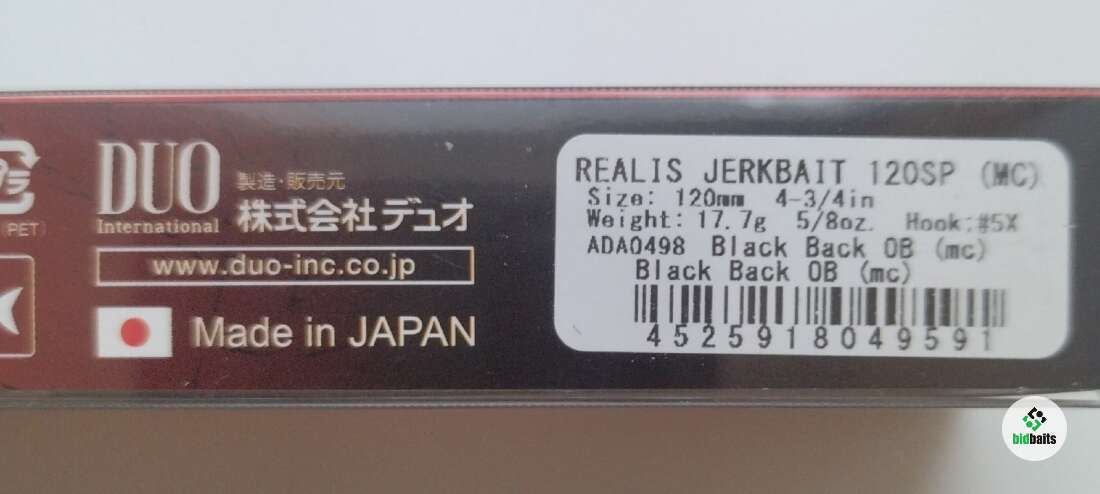 プラ
(PET)
DUO
International
製造・販売元
株式会社デュオ
www.duo-inc.co.jp
Made in JAPAN
REALIS JERKBAIT 120SP (MC)
Size: 120mm 4-3/4in
Weight: 17.7g 5/8oz. Hook:#5X
ADA0498 Black Back OB (mc)
Black Back OB (mc)
4525918049591
bidbaits